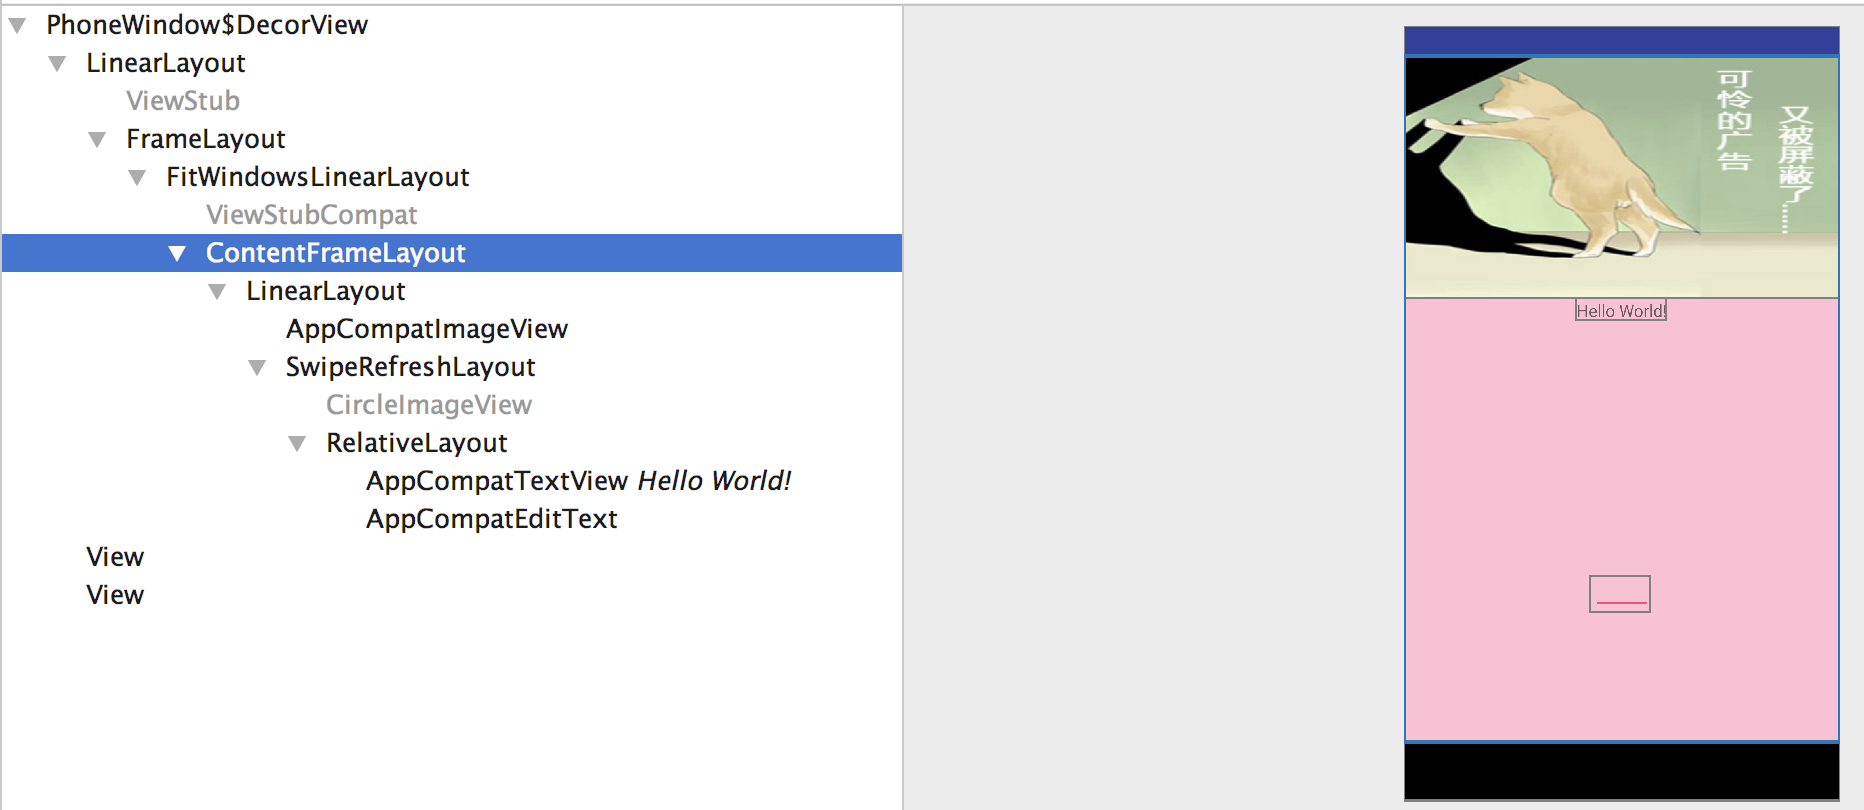 PhoneWindow$DecorView
LinearLayout
ViewStub
FrameLayout
FitWindowsLinearLayout
ViewStubCompat
ContentFrameLayout
LinearLayout
AppCompatImageView
SwipeRefreshLayout
CircleImageView
RelativeLayout
AppCompatTextView Hello World!
AppCompatEditText
View
View
可怜的广告
又被屏蔽了……
Hello World!